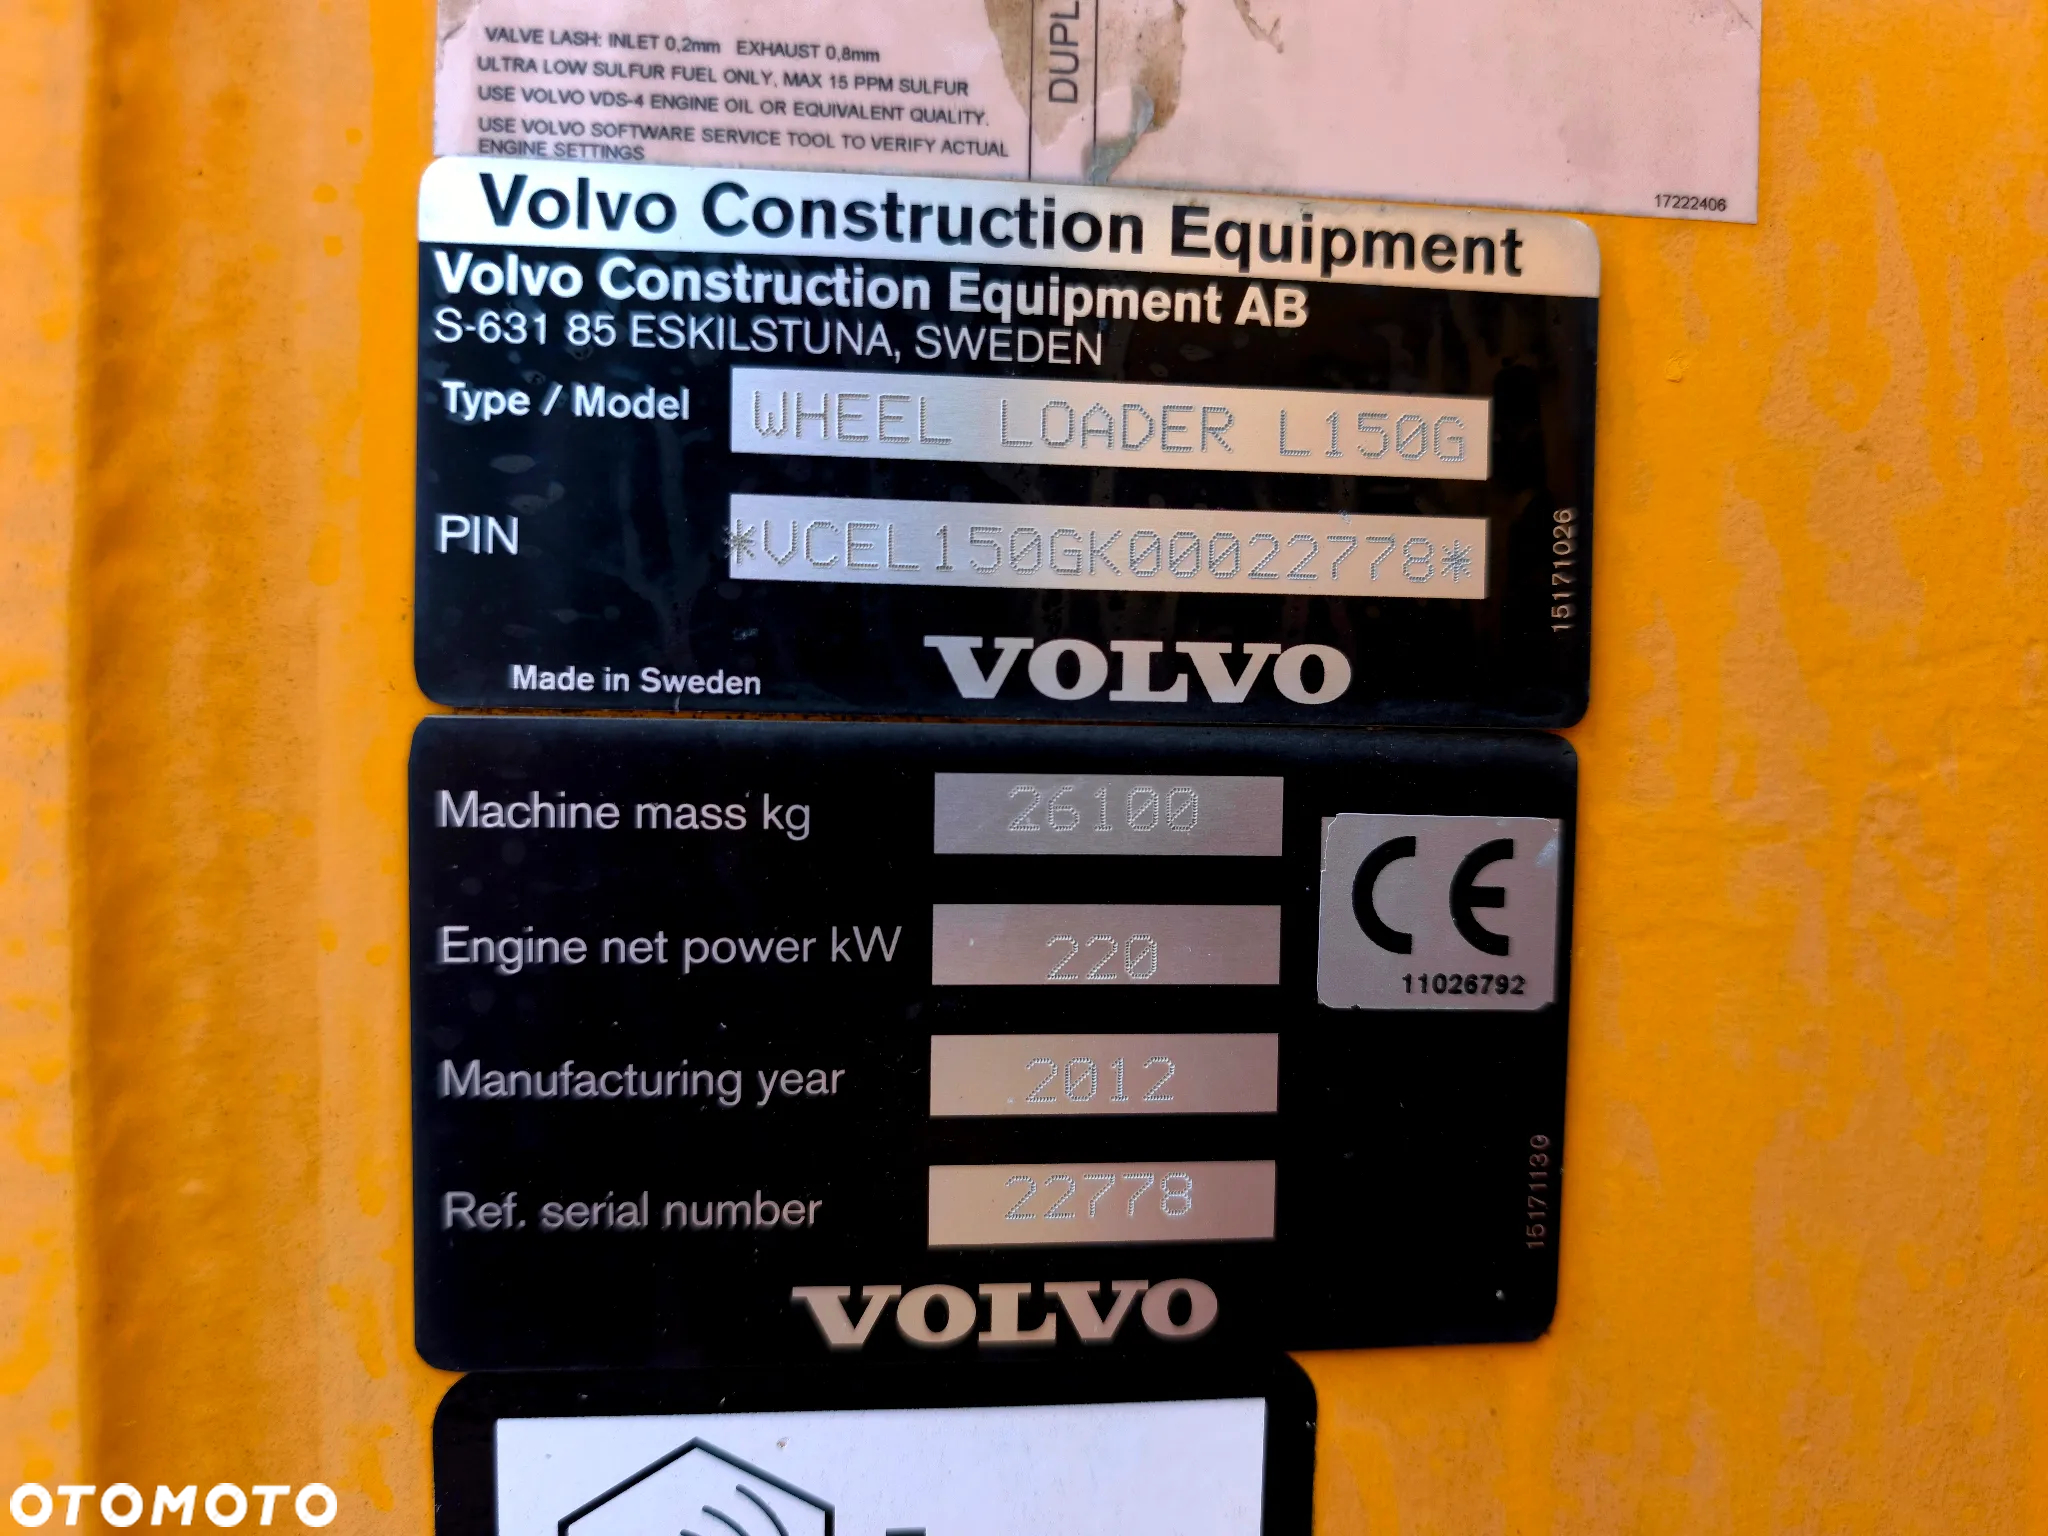 VALVE LASH: INLET 0,2mm EXHAUST 0,8mm
ULTRA LOW SULFUR FUEL ONLY, MAX 15 PPM SULFUR
USE VOLVO VDS-4 ENGINE OIL OR EQUIVALENT QUALITY.
USE VOLVO SOFTWARE SERVICE TOOL TO VERIFY ACTUAL
ENGINE SETTINGS
DUPL
17222406
Volvo Construction Equipment
Volvo Construction Equipment AB
S-631 85 ESKILSTUNA, SWEDEN
Type / Model WHEEL LOADER L150G
PIN *VCEL150GK00022778*
15171026
Made in Sweden VOLVO
Machine mass kg 26100
Engine net power kW 220
CE
11026792
Manufacturing year 2012
Ref. serial number 22778
15171130
VOLVO
OTOMOTO